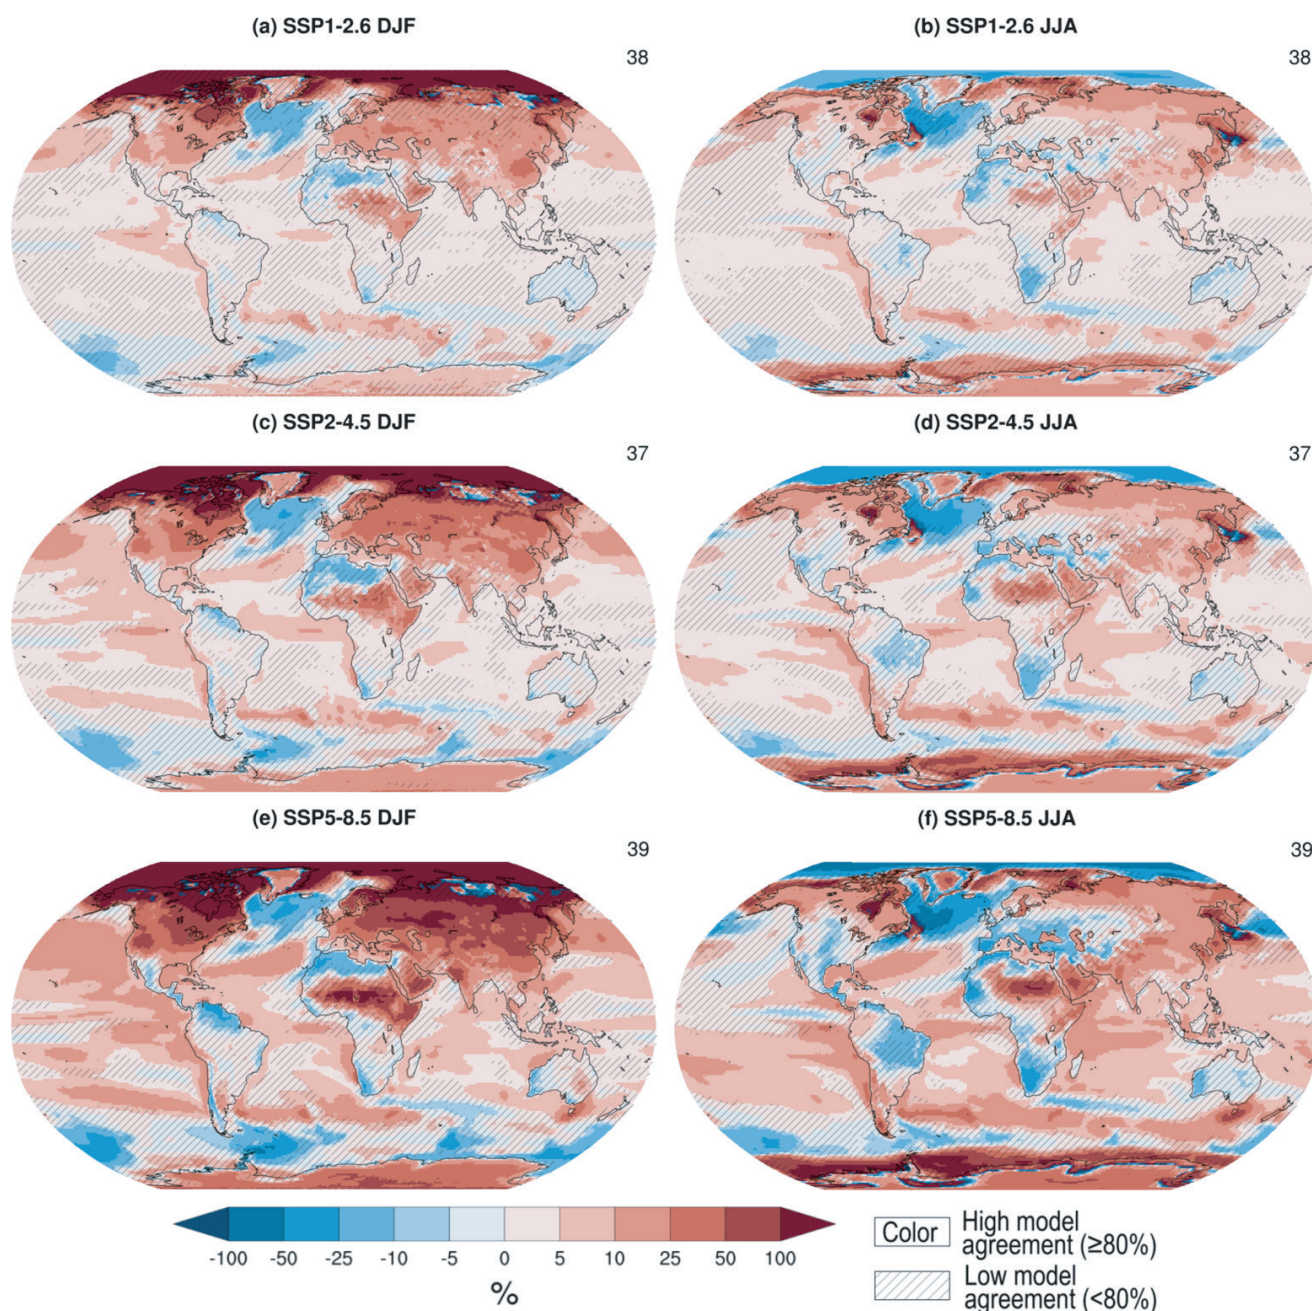 (a) SSP1-2.6 DJF
38
(b) SSP1-2.6 JJA
38
(c) SSP2-4.5 DJF
37
(d) SSP2-4.5 JJA
37
(e) SSP5-8.5 DJF
39
(f) SSP5-8.5 JJA
39
-100 -50 -25 -10 -5 0 5 10 25 50 100
%
Color
High model
agreement (≥80%)
Low model
agreement (<80%)